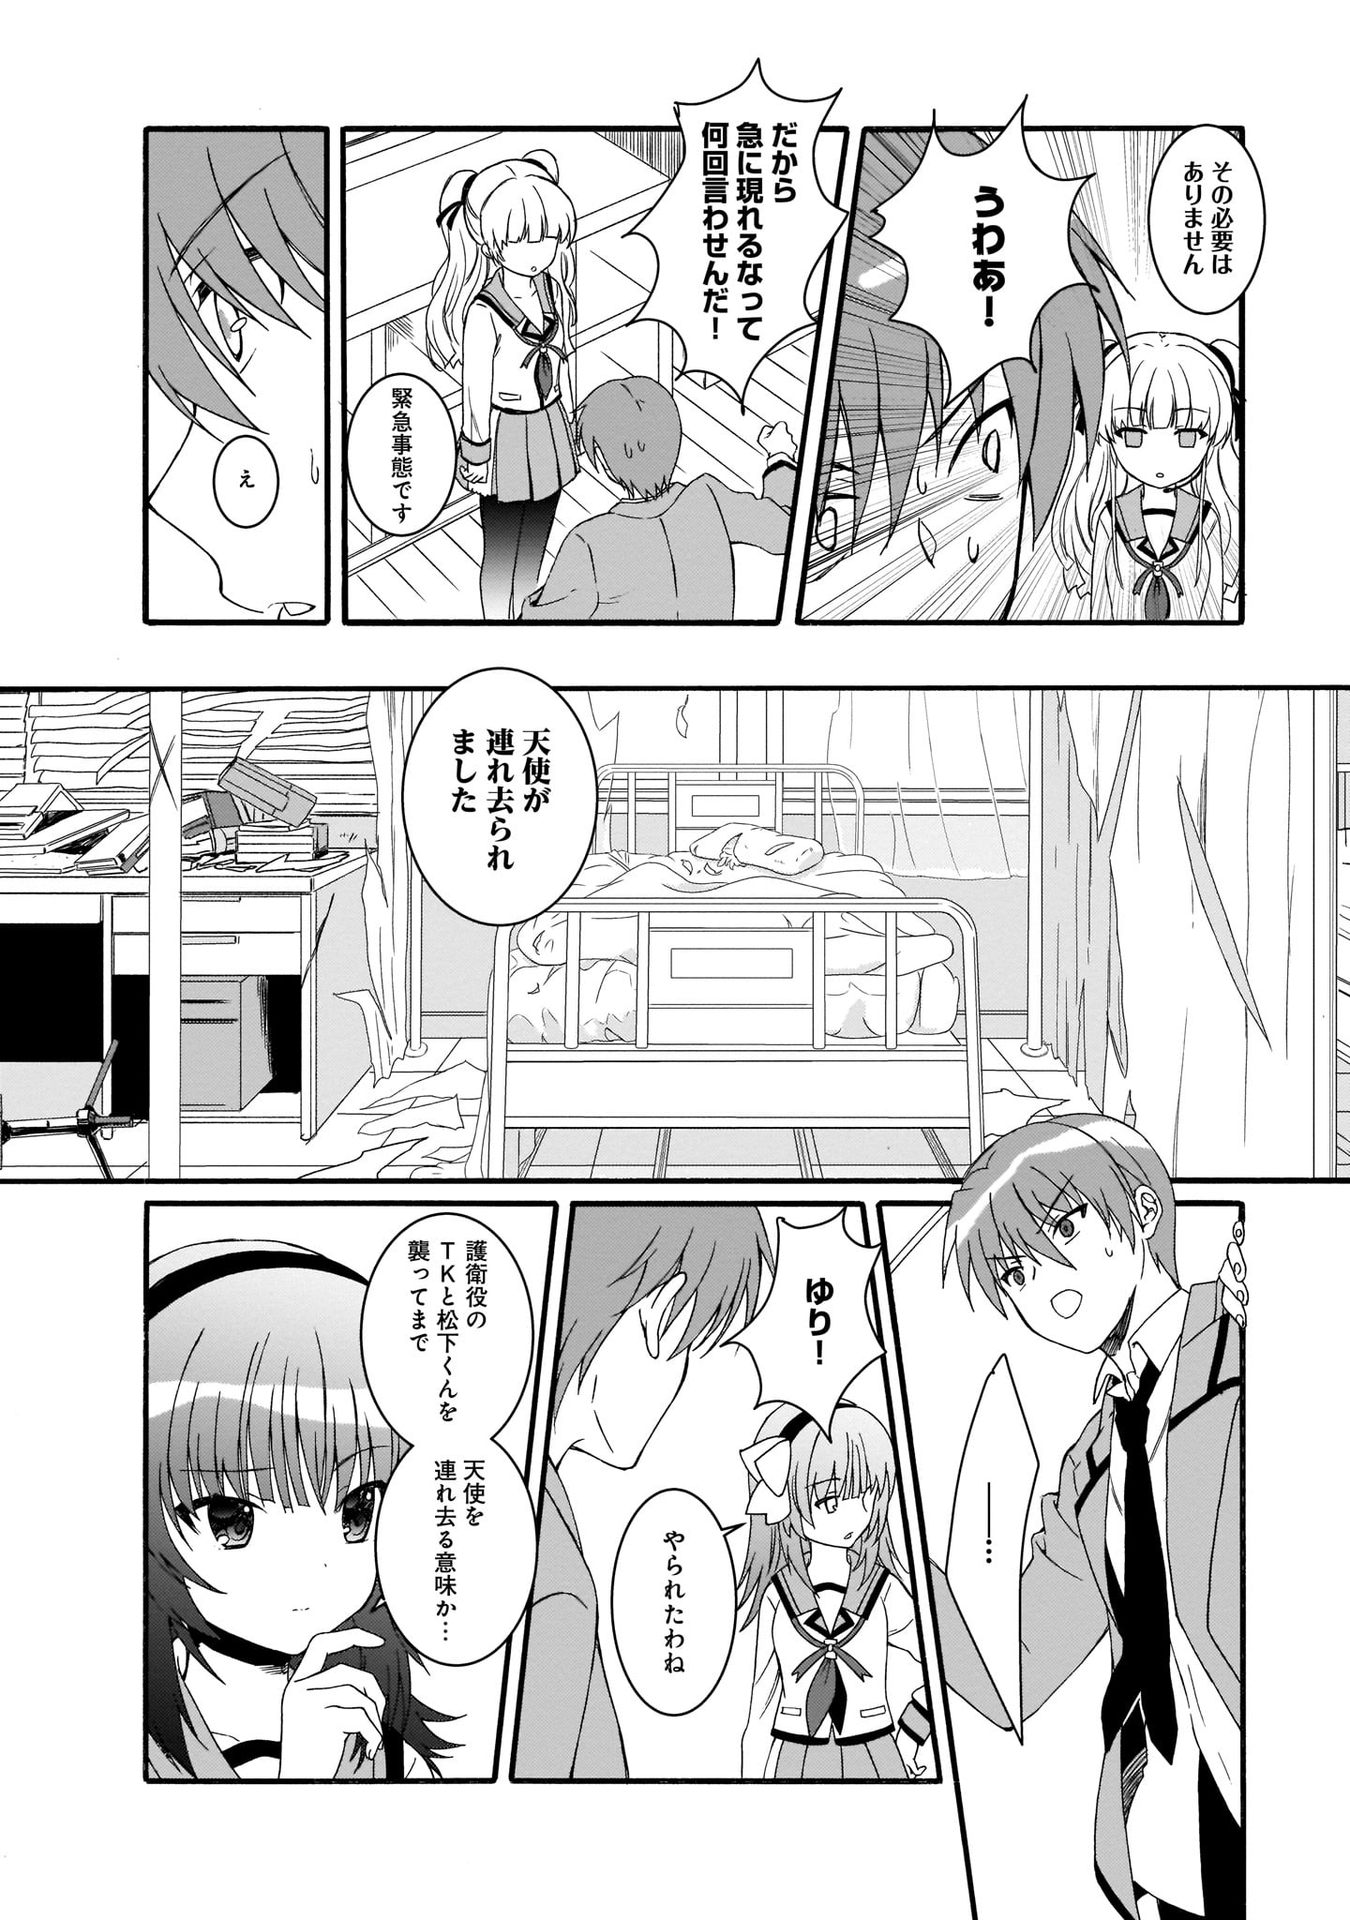 その必要は
ありません
うわあ！
だから
急に現れるなって
何回言わせんだ！
緊急事態です
え
天使が
連れ去られ
ました
――…
ゆり！
やられたわね
護衛役の
ＴＫと松下くんを
襲ってまで
天使を
連れ去る意味か…